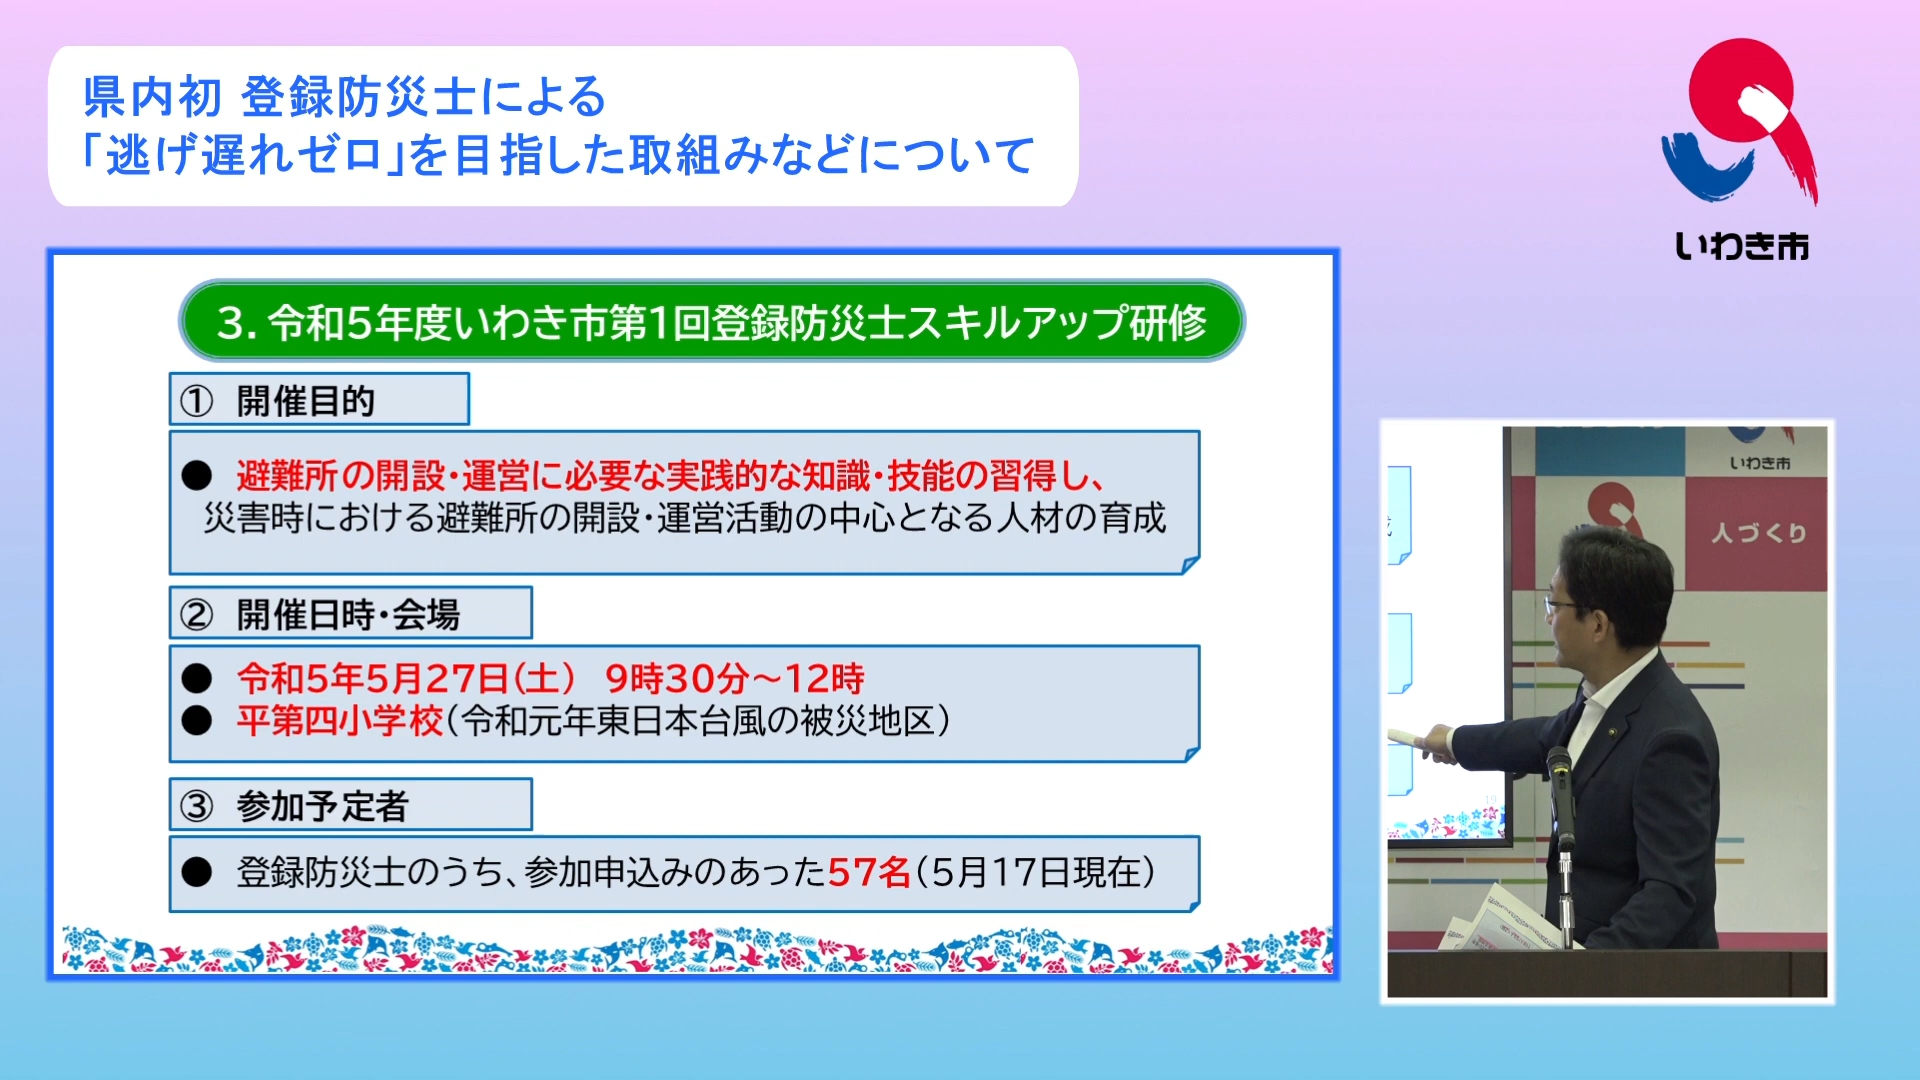 県内初 登録防災士による
「逃げ遅れゼロ」を目指した取組みなどについて
いわき市
3. 令和5年度いわき市第1回登録防災士スキルアップ研修
① 開催目的
● 避難所の開設・運営に必要な実践的な知識・技能の習得し、
災害時における避難所の開設・運営活動の中心となる人材の育成
② 開催日時・会場
● 令和5年5月27日(土) 9時30分～12時
● 平第四小学校(令和元年東日本台風の被災地区)
③ 参加予定者
● 登録防災士のうち、参加申込みのあった57名(5月17日現在)
いわき市
人づくり
19